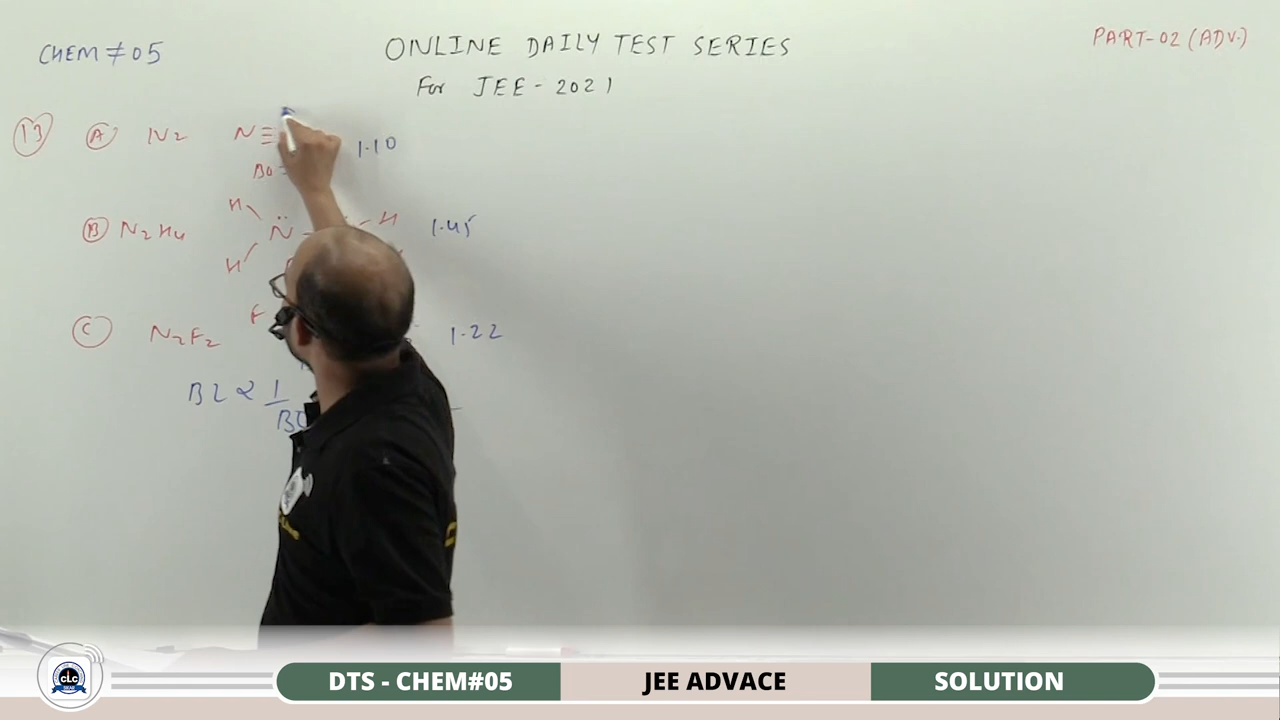 CHEM # 05
ONLINE DAILY TEST SERIES
PART-02 (ADV.)
For JEE - 2021
13 A N2 N≡ 1.10
BO
H H
B N2H4 N̈ 1.45
H
F
C N2F2 1.22
BL ∝ 1/BO
DTS - CHEM#05
JEE ADVACE
SOLUTION
CLC